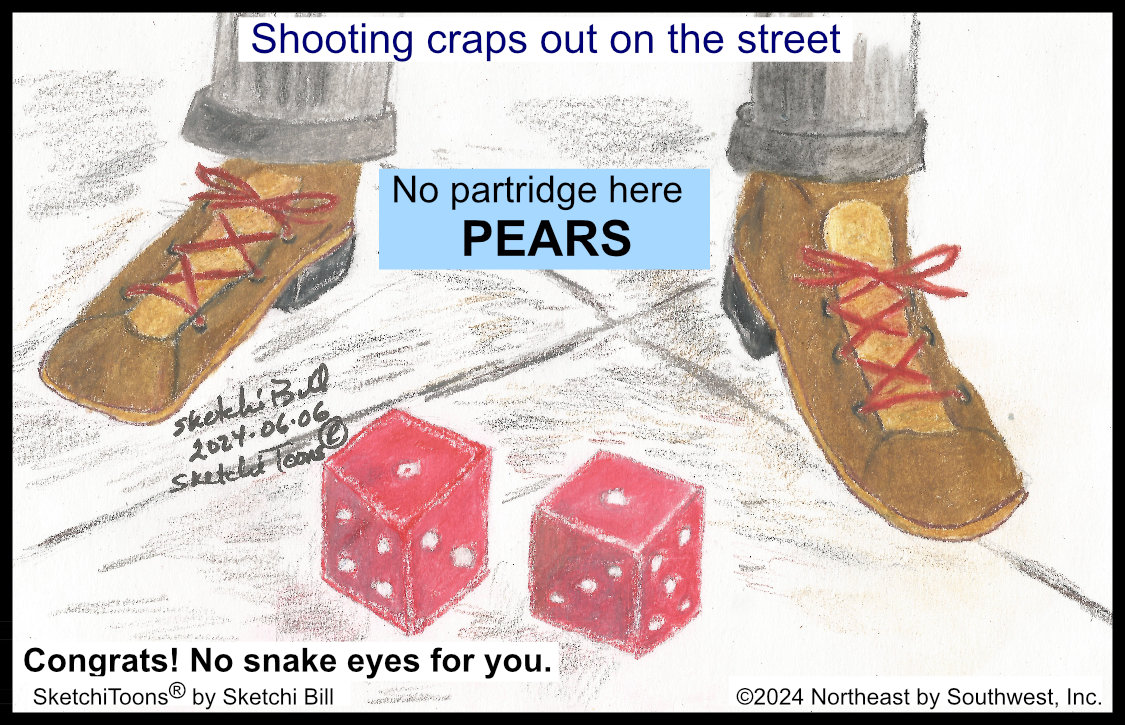 Shooting craps out on the street
No partridge here
PEARS
sketchiBill
2024.06.06
SketchiToons©
Congrats! No snake eyes for you.
SketchiToons® by Sketchi Bill
©2024 Northeast by Southwest, Inc.